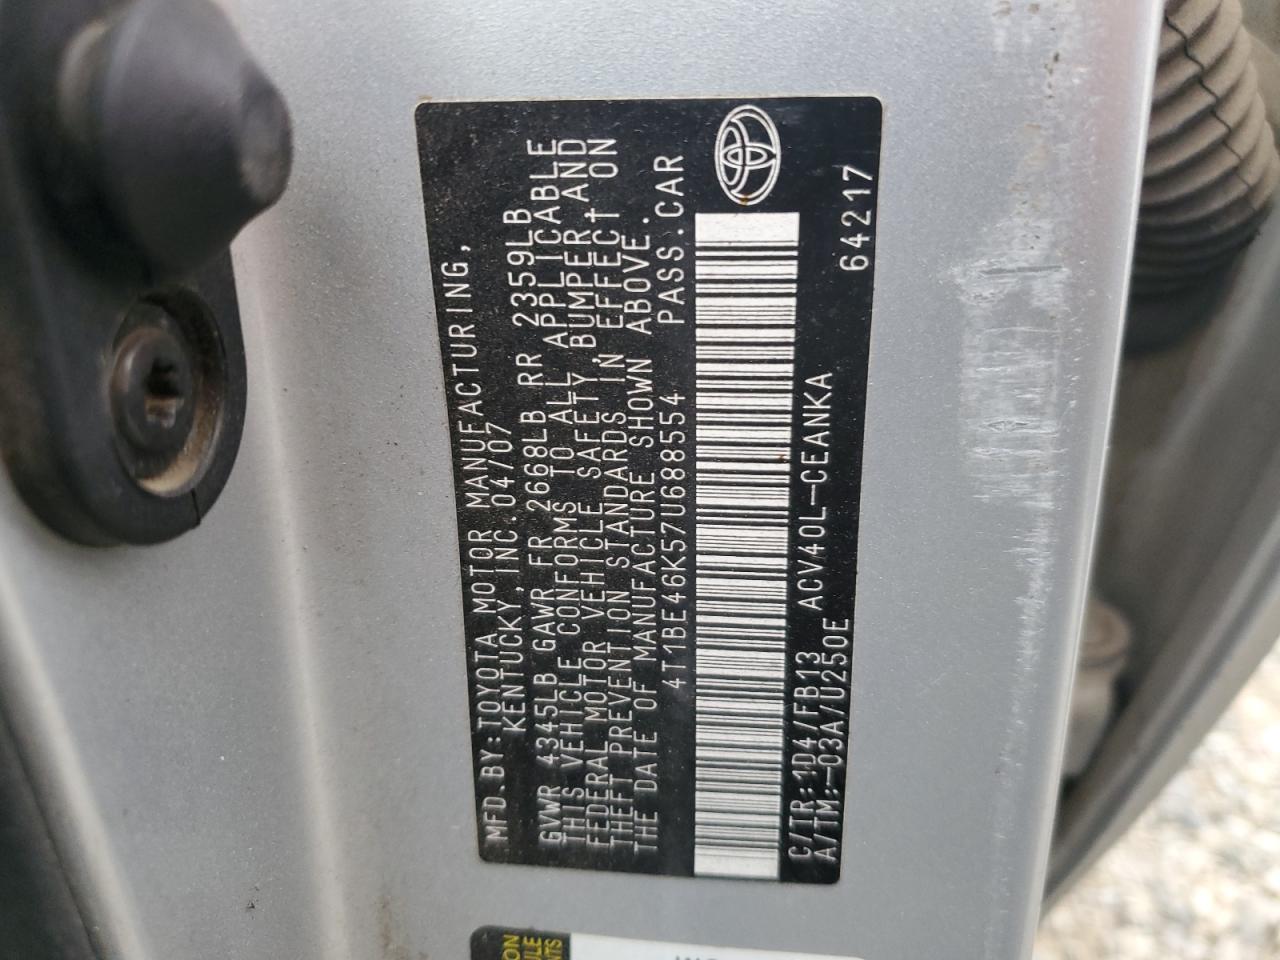 MFD.BY:TOYOTA MOTOR MANUFACTURING,
KENTUCKY, INC. 04/07
GVWR 4345LB GAWR FR 2668LB RR 2359LB
THIS VEHICLE CONFORMS TO ALL APPLICABLE
FEDERAL MOTOR VEHICLE SAFETY, BUMPER, AND
THEFT PREVENTION STANDARDS IN EFFECT ON
THE DATE OF MANUFACTURE SHOWN ABOVE.
4T1BE46K57U688554 PASS.CAR
C/TR:1D4/FB13 ACV40L-CEANKA 64217
A/TM:-03A/U250E